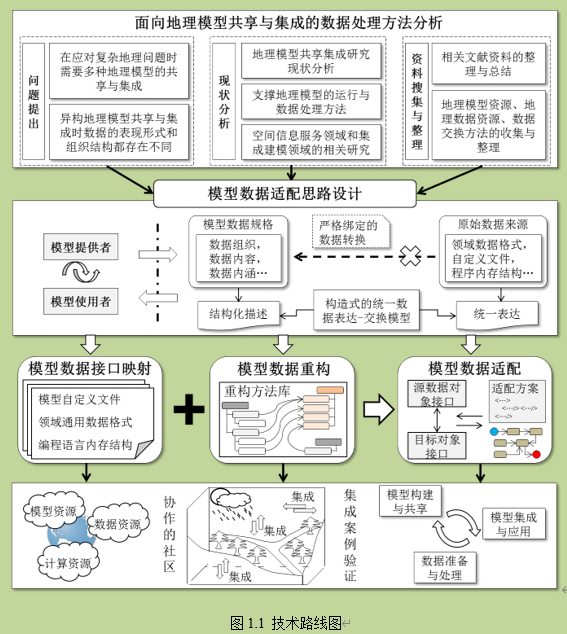 面向地理模型共享与集成的数据处理方法分析
问题提出
在应对复杂地理问题时
需要多种地理模型的共
享与集成
异构地理模型共享与集
成时数据的表现形式和
组织结构都存在不同
现状分析
地理模型共享集成研究
现状分析
支撑地理模型的运行与
数据处理方法
空间信息服务领域和集
成建模领域的相关研究
资料搜集与整理
相关文献资料的整
理与总结
地理模型资源、地
理数据资源、数据
交换方法的收集与
整理
模型数据适配思路设计
模型提供者
模型使用者
模型数据规格
数据组织，
数据内容，
数据内涵…
结构化描述
严格绑定的
数据转换
构造式的统一数
据表达-交换模型
原始数据来源
领域数据格式，
自定义文件，
程序内存结构…
统一表达
模型数据接口映射
模型自定义文件
领域通用数据格式
编程语言内存结构
模型数据重构
重构方法库
模型数据适配
源数据对
象接口
目标对象
接口
适配方案
<···>
<···/><···/>
<···/>
模型资源
数据资源
计算资源
协作的社区
集成
集成
集成
集成案例验证
模型构建
与共享
模型集成
与应用
数据准备
与处理
图 1.1 技术路线图